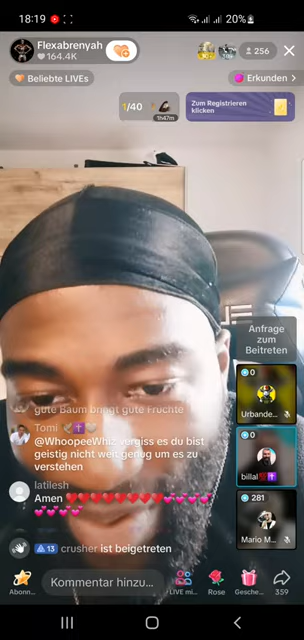 18:19
20%
Flexabrenyah
164.4K
256
Beliebte LIVEs
Erkunden >
1/40
1h47m
Zum Registrieren
klicken
Anfrage
zum
Beitreten
0
Urbande...
0
billal
281
Mario M...
gute Baum bringt gute Früchte
Tomi
@WhoopeeWhiz vergiss es du bist
geistig nicht weit genug um es zu
verstehen
latilesh
Amen ❤❤❤❤❤❤❤💕💕💕💕
💕💕💕💕
13 crusher ist beigetreten
Kommentar hinzu...
Abonn...
LIVE mi...
Rose
Gesche...
359